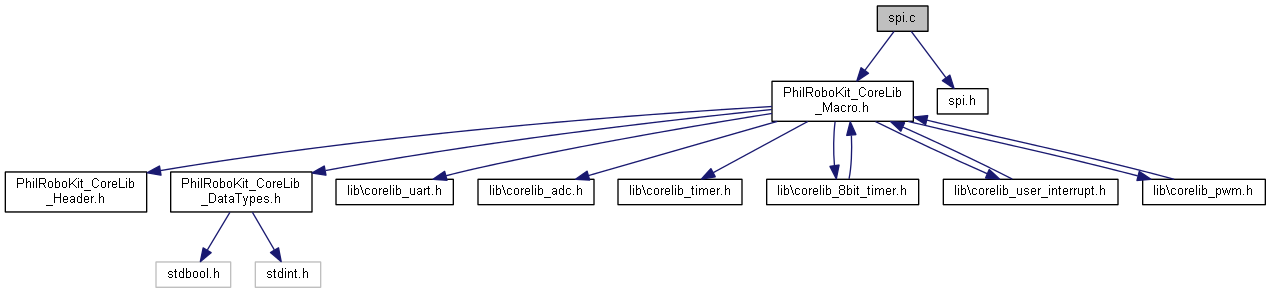 spi.c
PhilRoboKit_CoreLib
_Macro.h
spi.h
PhilRoboKit_CoreLib
_Header.h
PhilRoboKit_CoreLib
_DataTypes.h
lib\corelib_uart.h
lib\corelib_adc.h
lib\corelib_timer.h
lib\corelib_8bit_timer.h
lib\corelib_user_interrupt.h
lib\corelib_pwm.h
stdbool.h
stdint.h